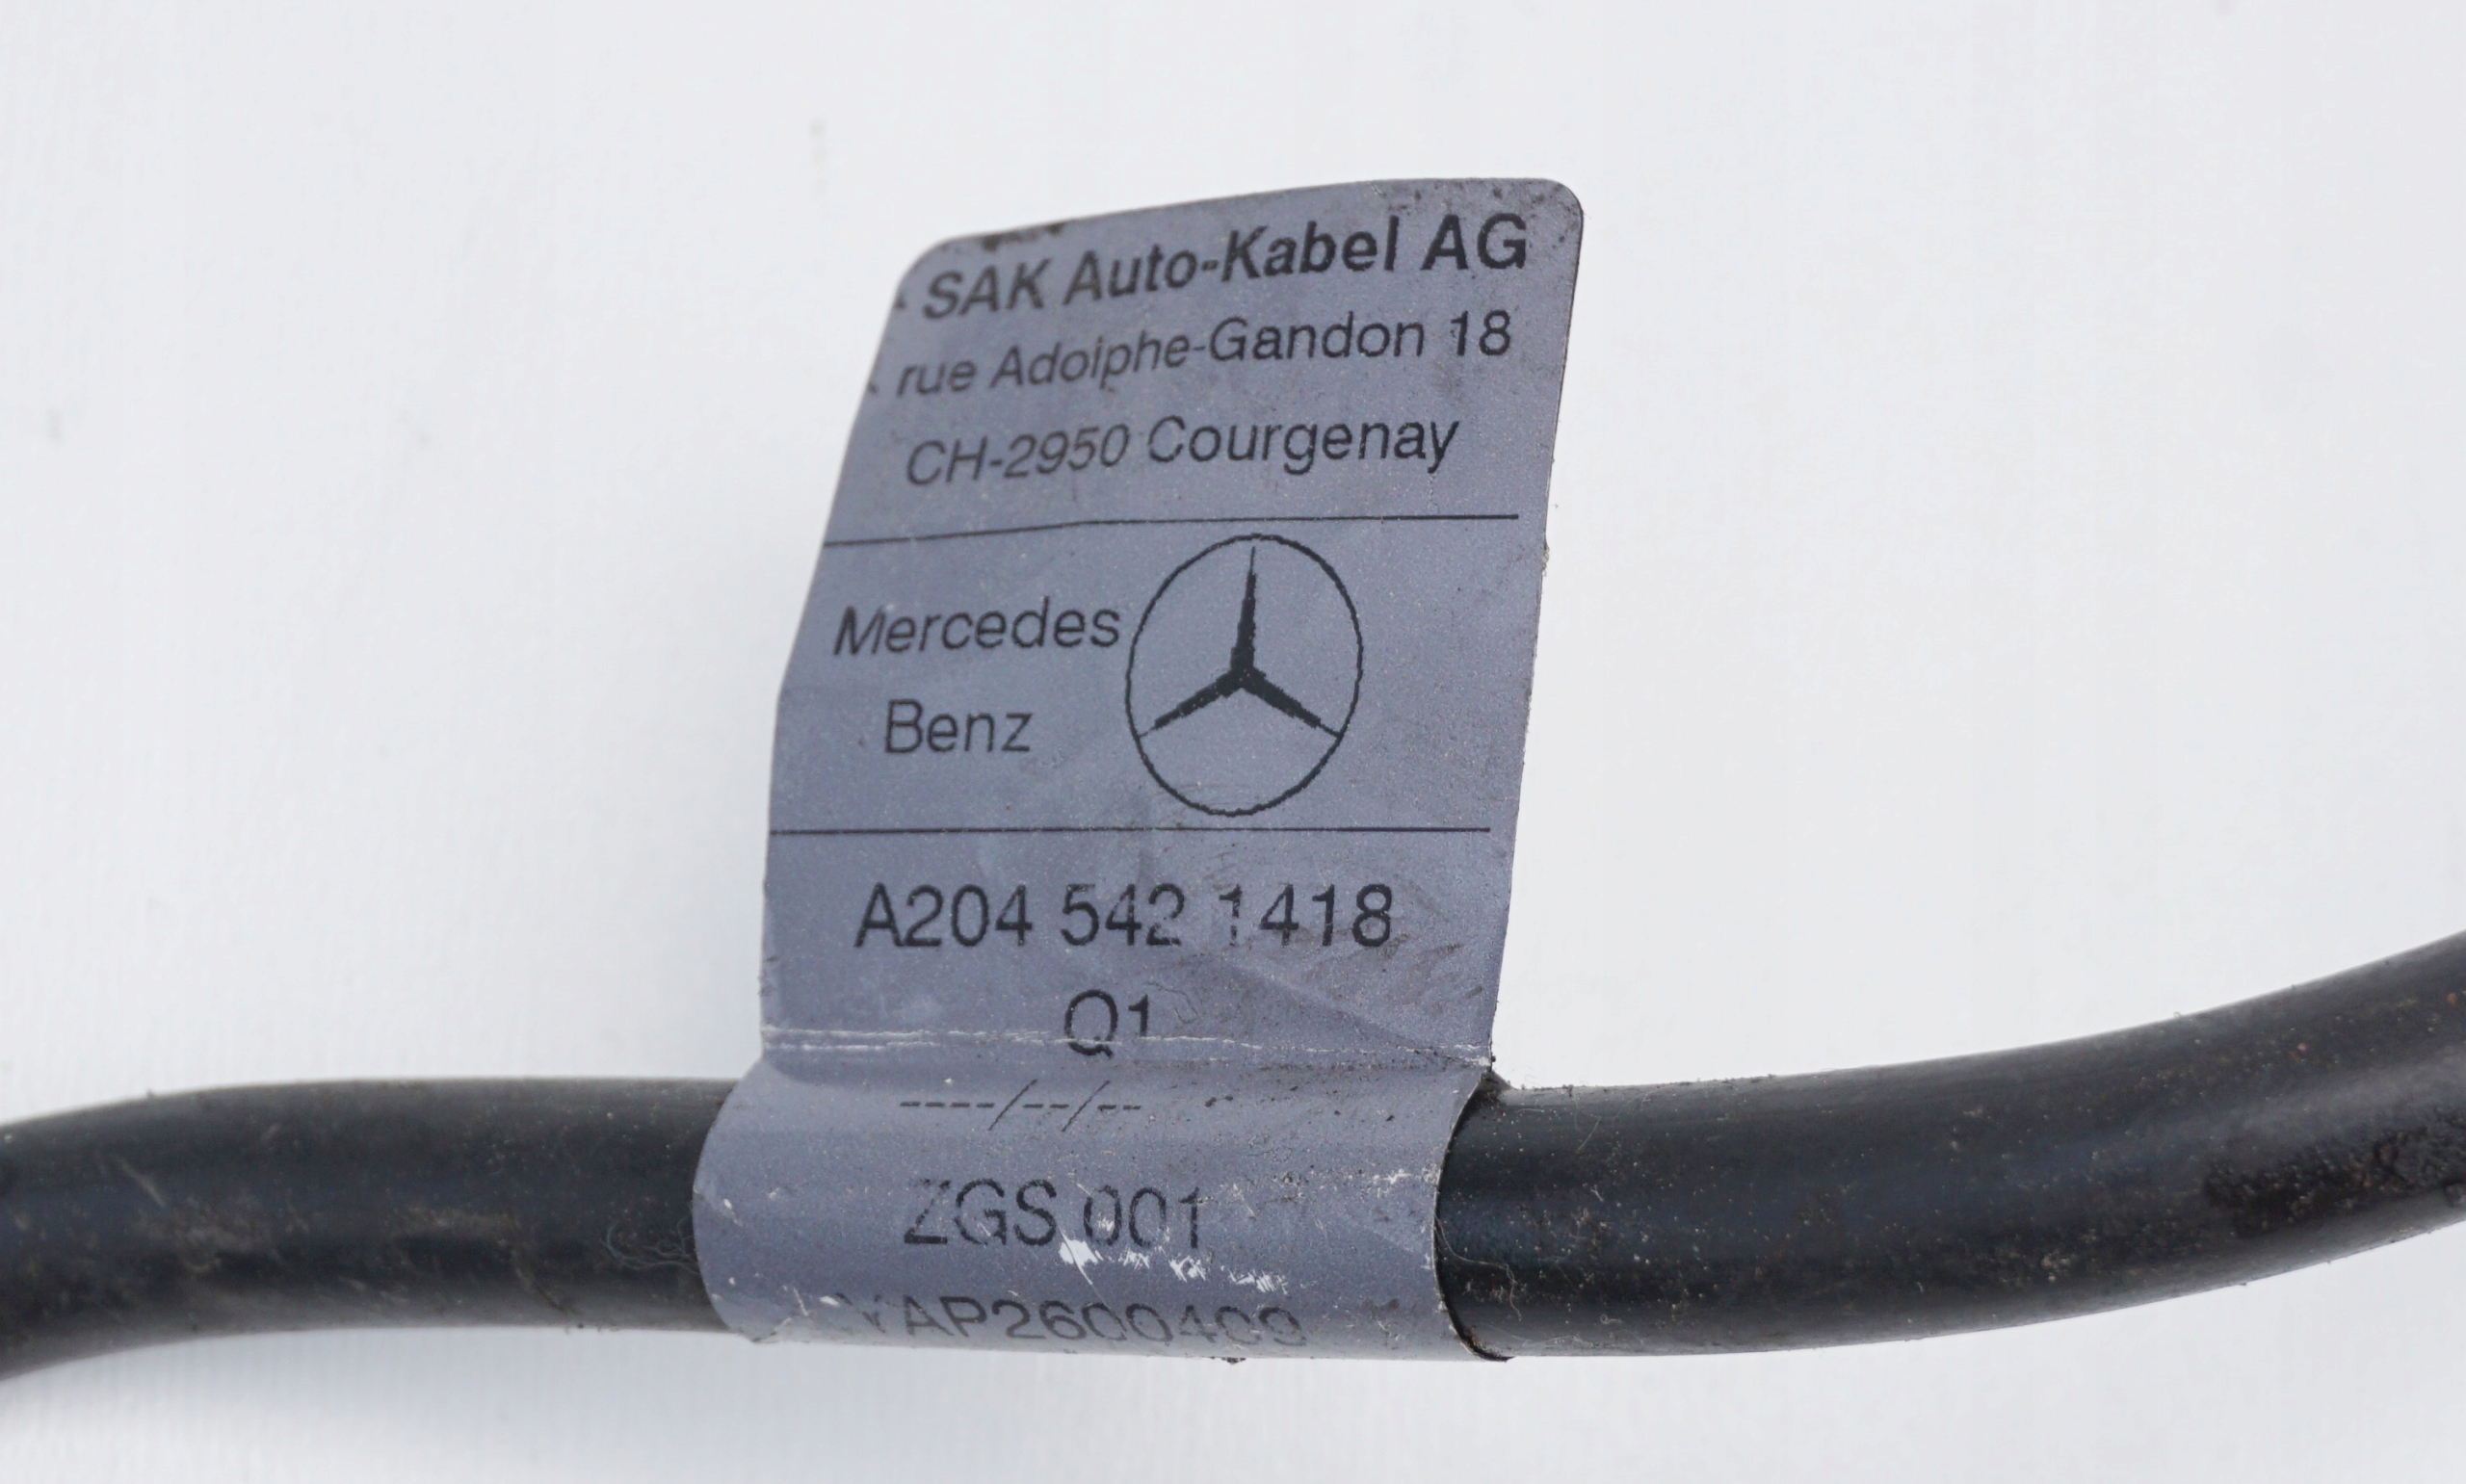 SAK Auto-Kabel AG
rue Adolphe-Gandon 18
CH-2950 Courgenay
Mercedes
Benz
A204 542 1418
Q1
----/--/--
ZGS 001
YAP2600409